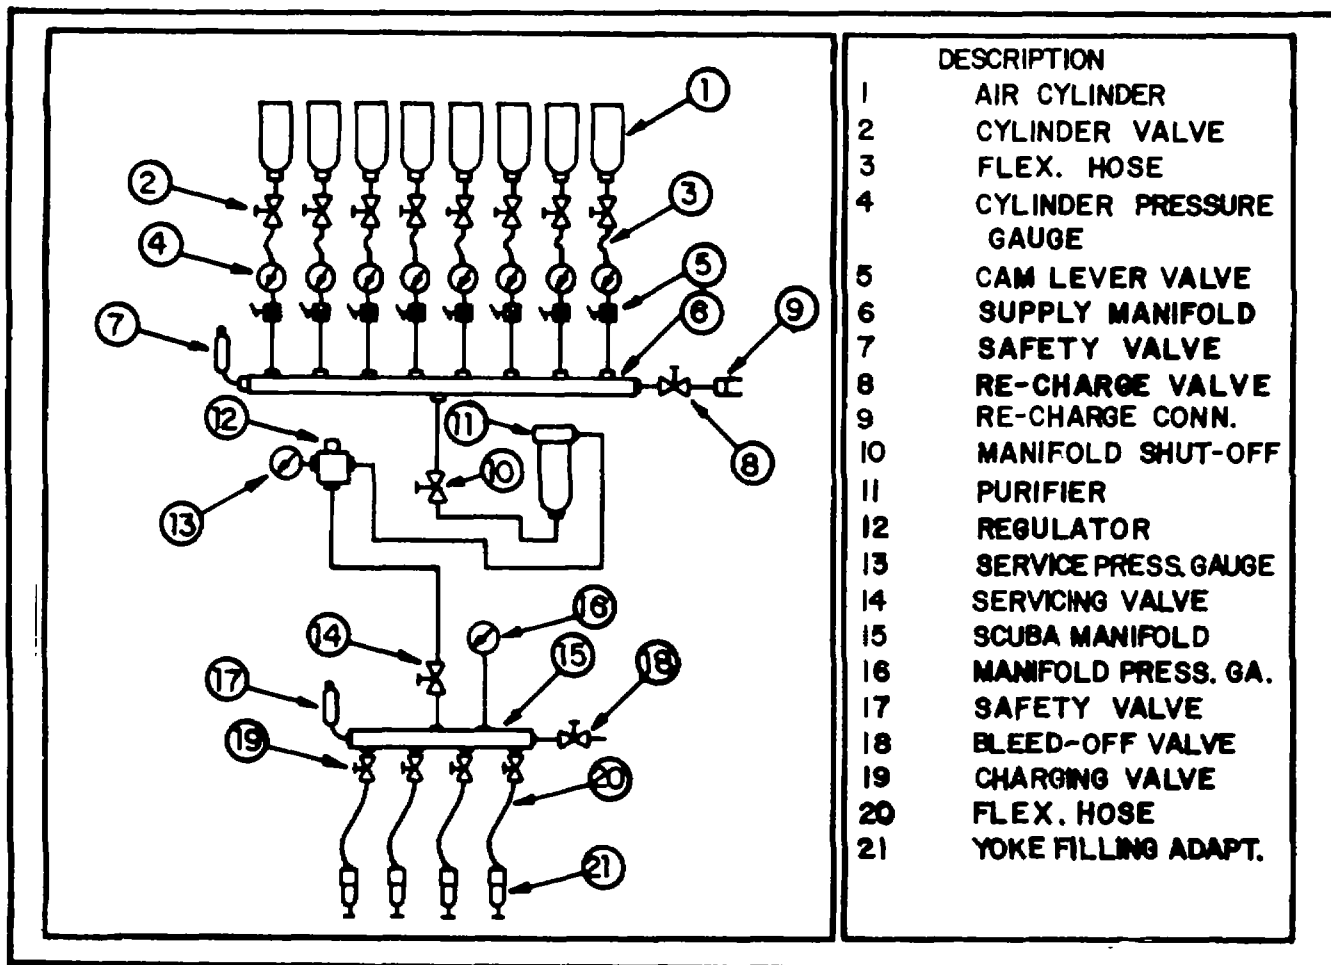 1
2
3
4
5
6
7
9
8
12
11
10
13
16
14
15
18
17
19
20
21
DESCRIPTION
1 AIR CYLINDER
2 CYLINDER VALVE
3 FLEX. HOSE
4 CYLINDER PRESSURE
GAUGE
5 CAM LEVER VALVE
6 SUPPLY MANIFOLD
7 SAFETY VALVE
8 RE-CHARGE VALVE
9 RE-CHARGE CONN.
10 MANIFOLD SHUT-OFF
11 PURIFIER
12 REGULATOR
13 SERVICE PRESS. GAUGE
14 SERVICING VALVE
15 SCUBA MANIFOLD
16 MANIFOLD PRESS. GA.
17 SAFETY VALVE
18 BLEED-OFF VALVE
19 CHARGING VALVE
20 FLEX. HOSE
21 YOKE FILLING ADAPT.